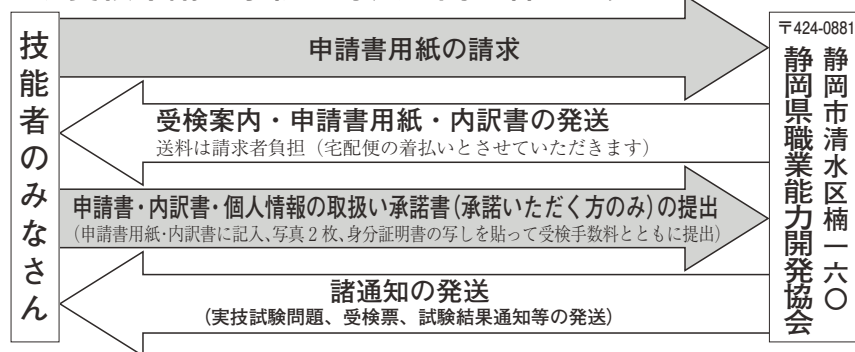 技能者のみなさん
申請書用紙の請求
受検案内・申請書用紙・内訳書の発送
送料は請求者負担（宅配便の着払いとさせていただきます）
申請書・内訳書・個人情報の取扱い承諾書（承諾いただく方のみ）の提出
（申請書用紙・内訳書に記入、写真2枚、身分証明書の写しを貼って受検手数料とともに提出）
諸通知の発送
（実技試験問題、受検票、試験結果通知等の発送）
〒424-0881
静岡市清水区楠一六〇
静岡県職業能力開発協会